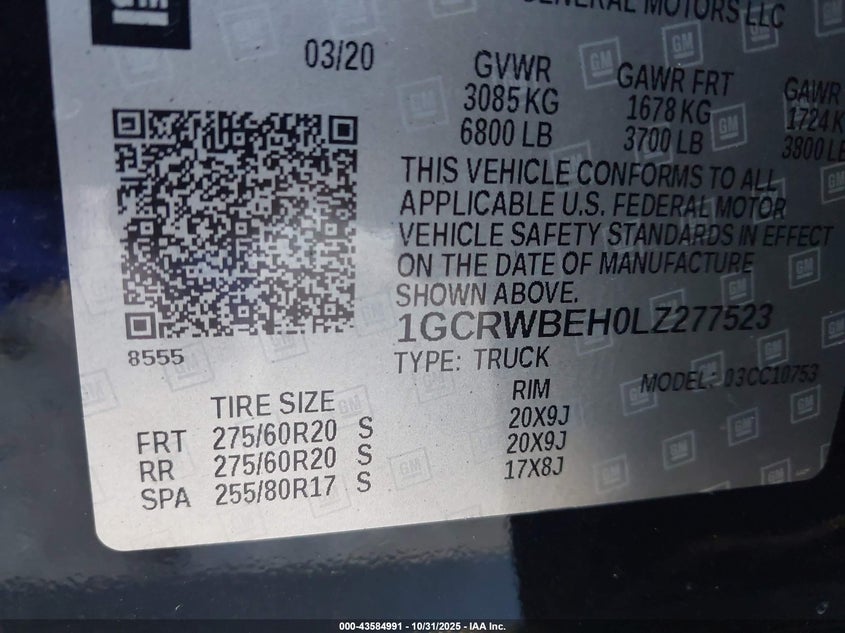 GM
GENERAL MOTORS LLC
03/20
GVWR
3085 KG
6800 LB
GAWR FRT
1678 KG
3700 LB
GAWR
1724 K
3800 LB
THIS VEHICLE CONFORMS TO ALL
APPLICABLE U.S. FEDERAL MOTOR
VEHICLE SAFETY STANDARDS IN EFFECT
ON THE DATE OF MANUFACTURE
SHOWN ABOVE.
1GCRWBEH0LZ277523
8555
TYPE: TRUCK
MODEL: 03CC10753
TIRE SIZE RIM
FRT 275/60R20 S 20X9J
RR 275/60R20 S 20X9J
SPA 255/80R17 S 17X8J
000-43584991 - 10/31/2025 - IAA Inc.